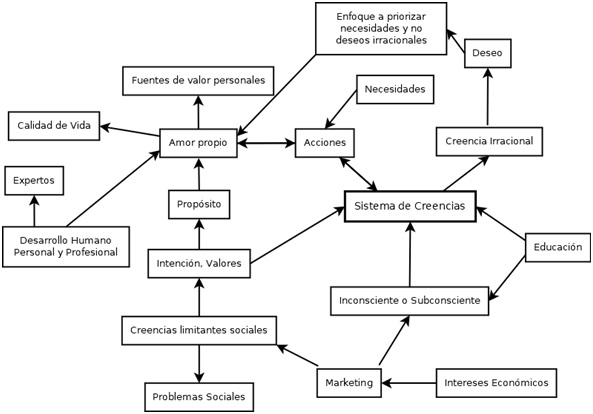 Enfoque a priorizar
necesidades y no
deseos irracionales
Deseo
Fuentes de valor personales
Necesidades
Calidad de Vida
Amor propio
Acciones
Creencia Irracional
Expertos
Propósito
Sistema de Creencias
Desarrollo Humano
Personal y Profesional
Intención, Valores
Educación
Inconsciente o Subconsciente
Creencias limitantes sociales
Marketing
Intereses Económicos
Problemas Sociales